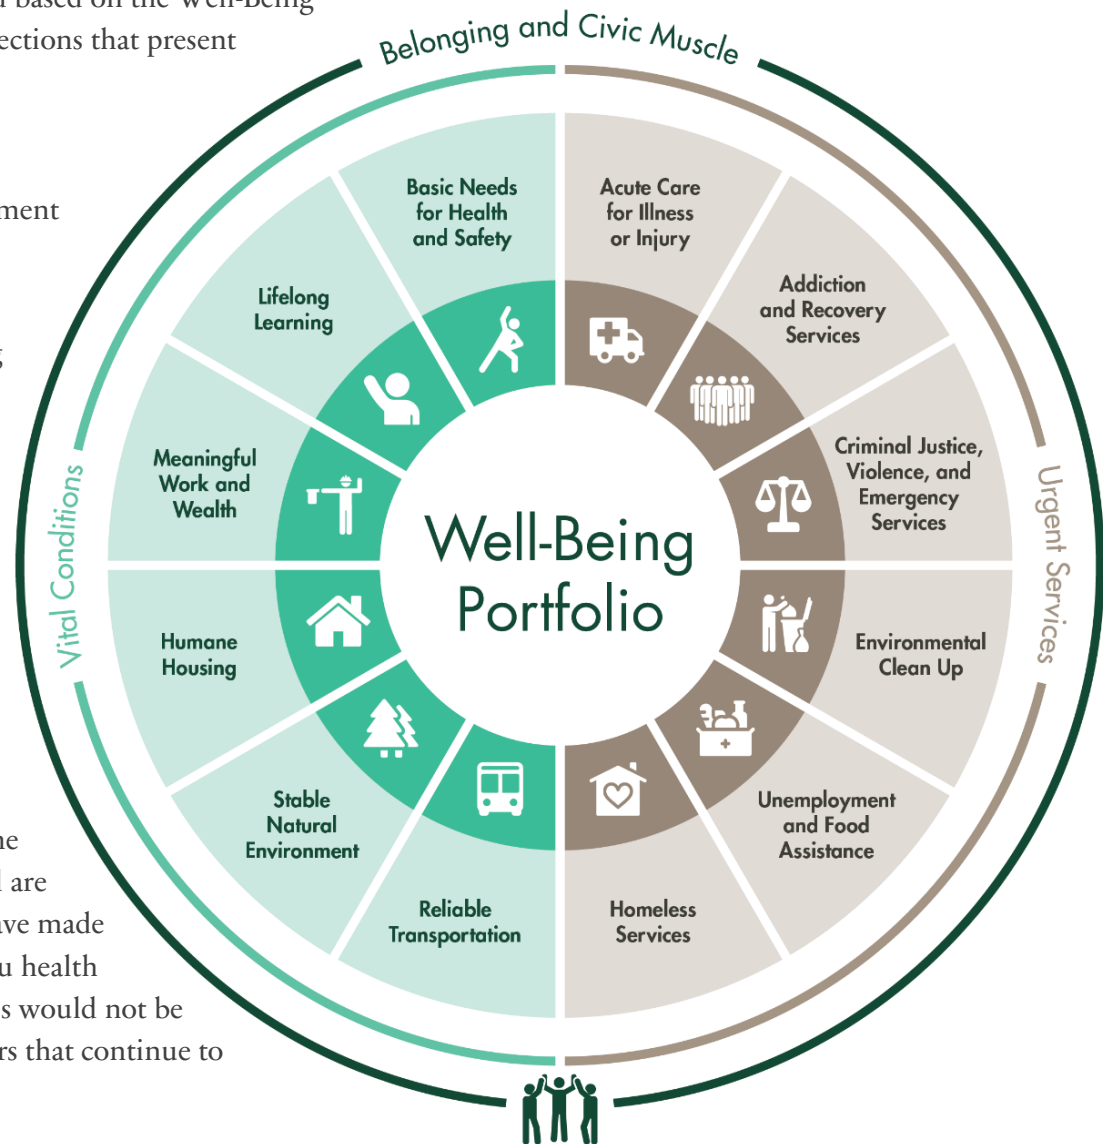 based on the Well-Being
ections that present
Belonging and Civic Muscle
Basic Needs
for Health
and Safety
Acute Care
for Illness
or Injury
Addiction
and Recovery
Services
Lifelong
Learning
Criminal Justice,
Violence, and
Emergency
Services
Meaningful
Work and
Wealth
Vital Conditions
Urgent Services
Well-Being
Portfolio
Humane
Housing
Environmental
Clean Up
Stable
Natural
Environment
Unemployment
and Food
Assistance
Reliable
Transportation
Homeless
Services
ment
are
ave made
u health
s would not be
rs that continue to